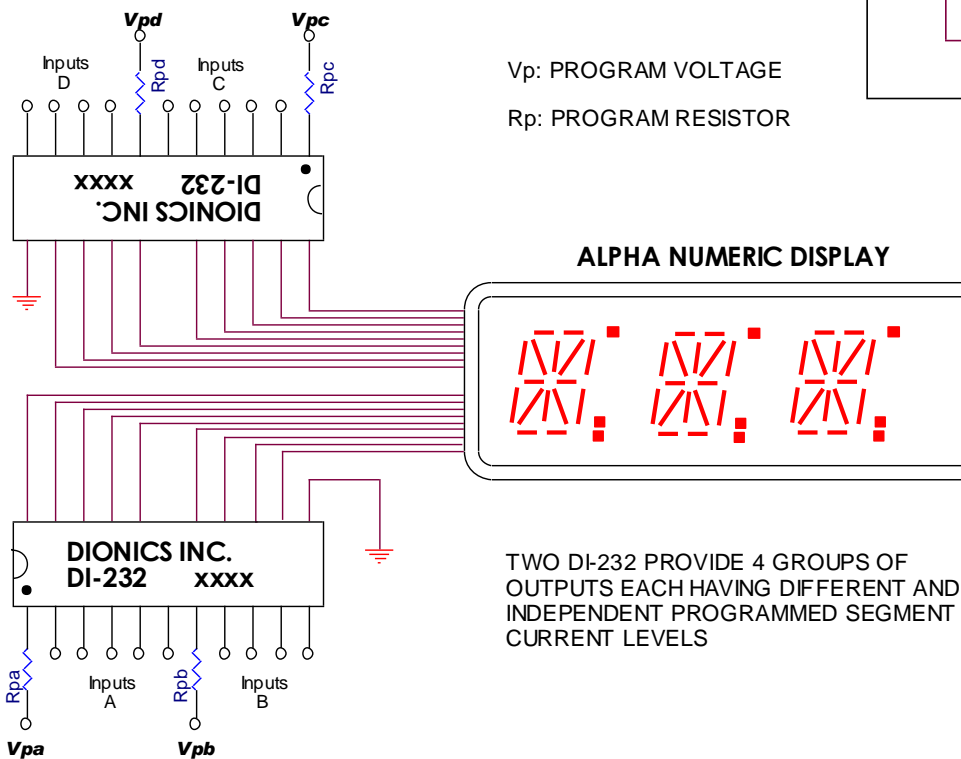 Vpd
Vpc
Inputs
D
Rpd
Inputs
C
Rpc
Vp: PROGRAM VOLTAGE
Rp: PROGRAM RESISTOR
DIONICS INC.
DI-232 xxxx
ALPHA NUMERIC DISPLAY
DIONICS INC.
DI-232 xxxx
TWO DI-232 PROVIDE 4 GROUPS OF
OUTPUTS EACH HAVING DIFFERENT AND
INDEPENDENT PROGRAMMED SEGMENT
CURRENT LEVELS
Rpa
Inputs
A
Rpb
Inputs
B
Vpa
Vpb